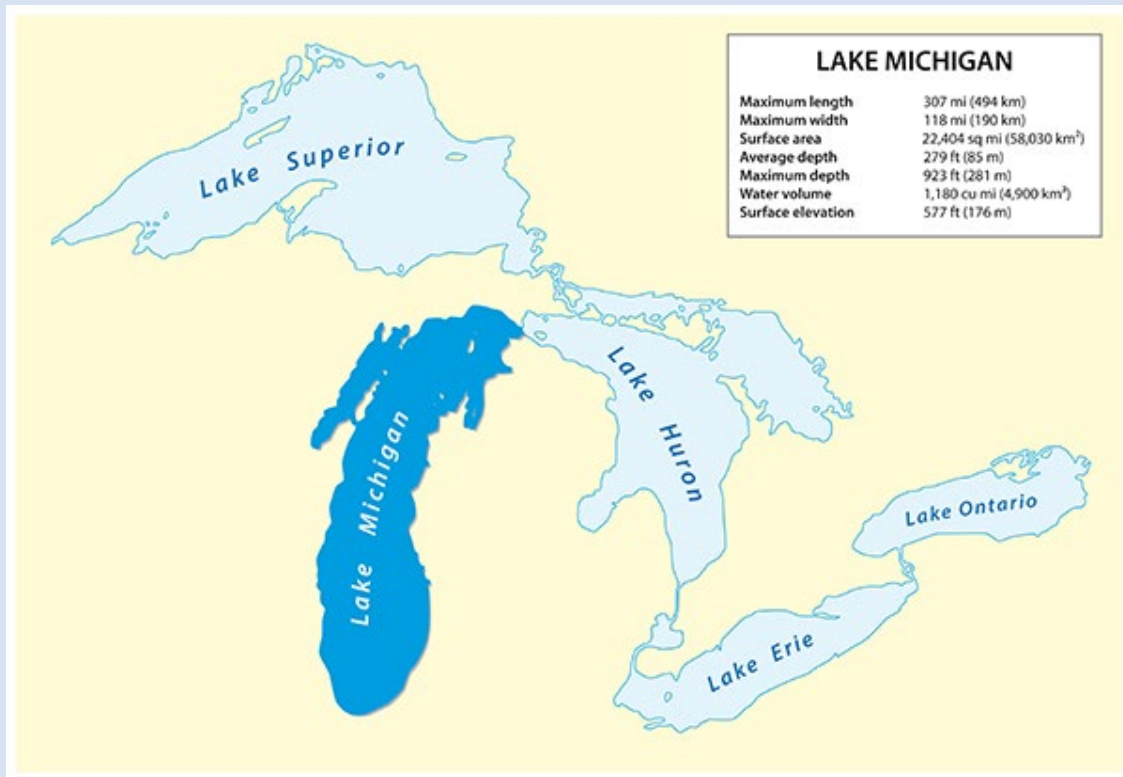 LAKE MICHIGAN
Maximum length 307 mi (494 km)
Maximum width 118 mi (190 km)
Surface area 22,404 sq mi (58,030 km²)
Average depth 279 ft (85 m)
Maximum depth 923 ft (281 m)
Water volume 1,180 cu mi (4,900 km³)
Surface elevation 577 ft (176 m)
Lake Superior
Lake Michigan
Lake Huron
Lake Ontario
Lake Erie